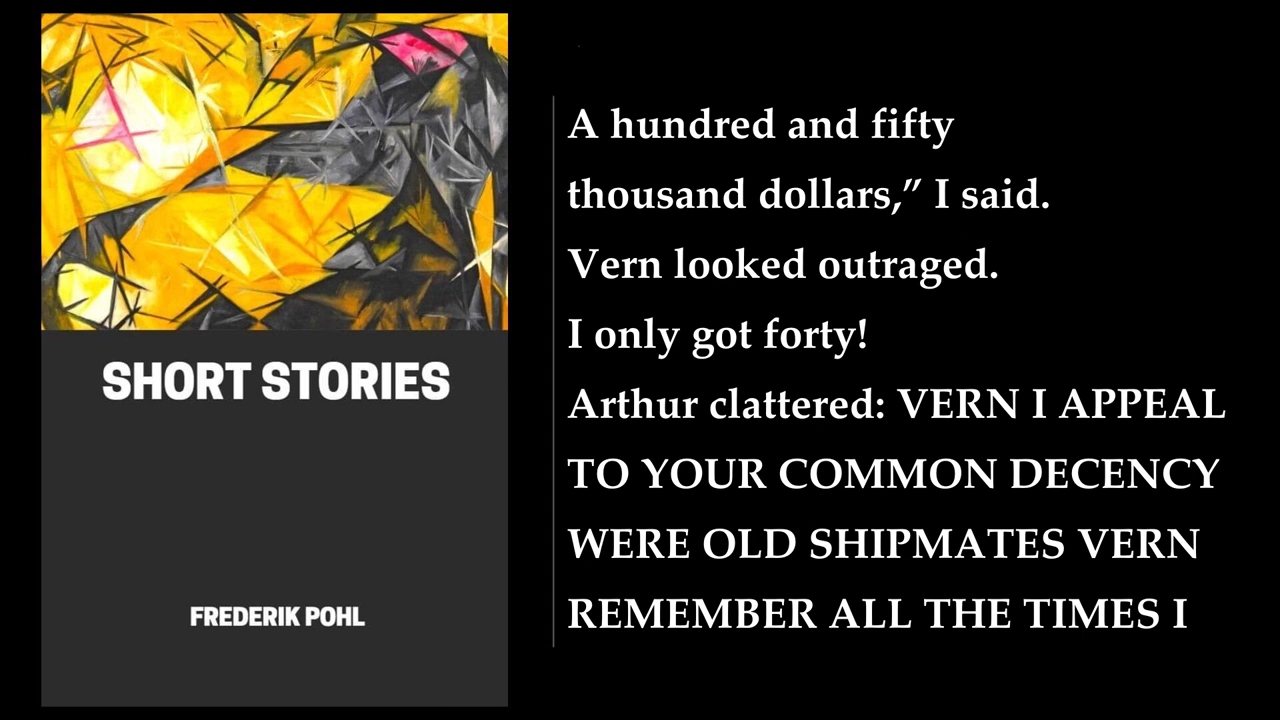 SHORT STORIES
FREDERIK POHL
A hundred and fifty
thousand dollars,” I said.
Vern looked outraged.
I only got forty!
Arthur clattered: VERN I APPEAL
TO YOUR COMMON DECENCY
WERE OLD SHIPMATES VERN
REMEMBER ALL THE TIMES I